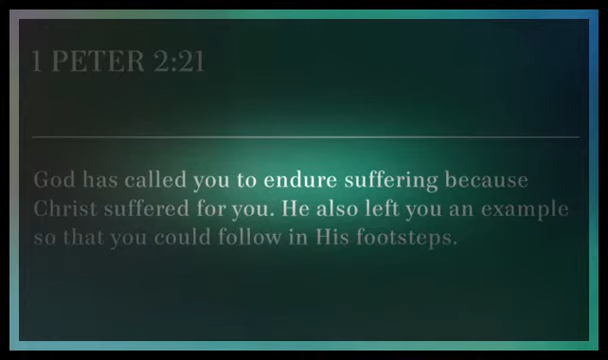 1 PETER 2:21
God has called you to endure suffering because
Christ suffered for you. He also left you an example
so that you could follow in His footsteps.